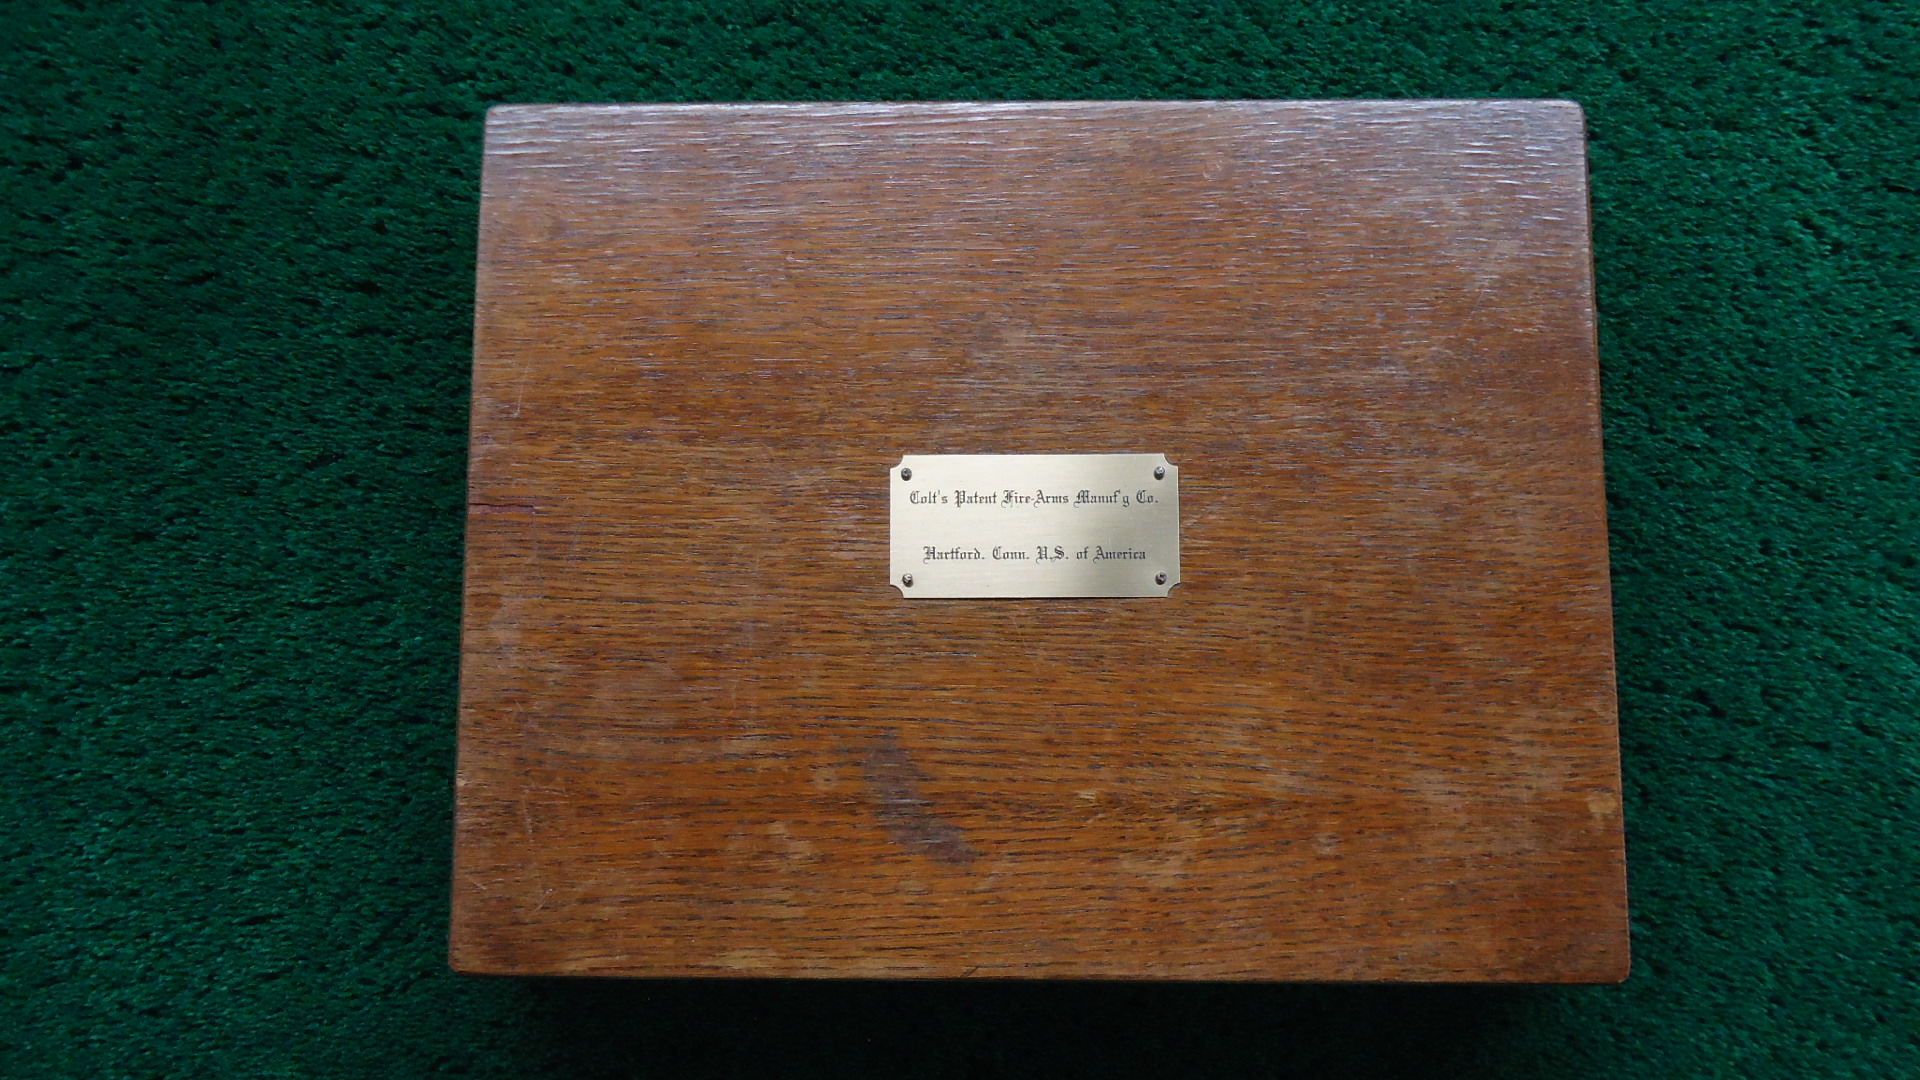 Colt's Patent Fire-Arms Manuf'g Co.
Hartford. Conn. U.S. of America